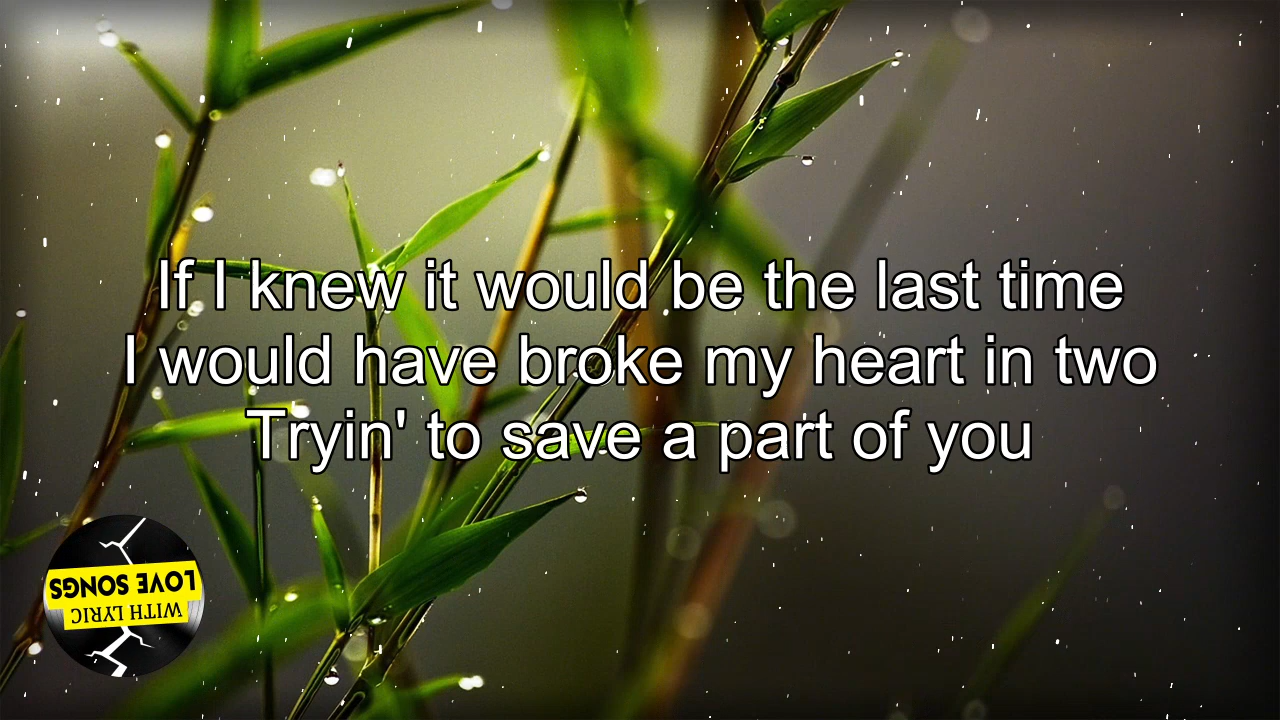 If I knew it would be the last time
I would have broke my heart in two
Tryin' to save a part of you
LOVE SONGS
WITH LYRIC